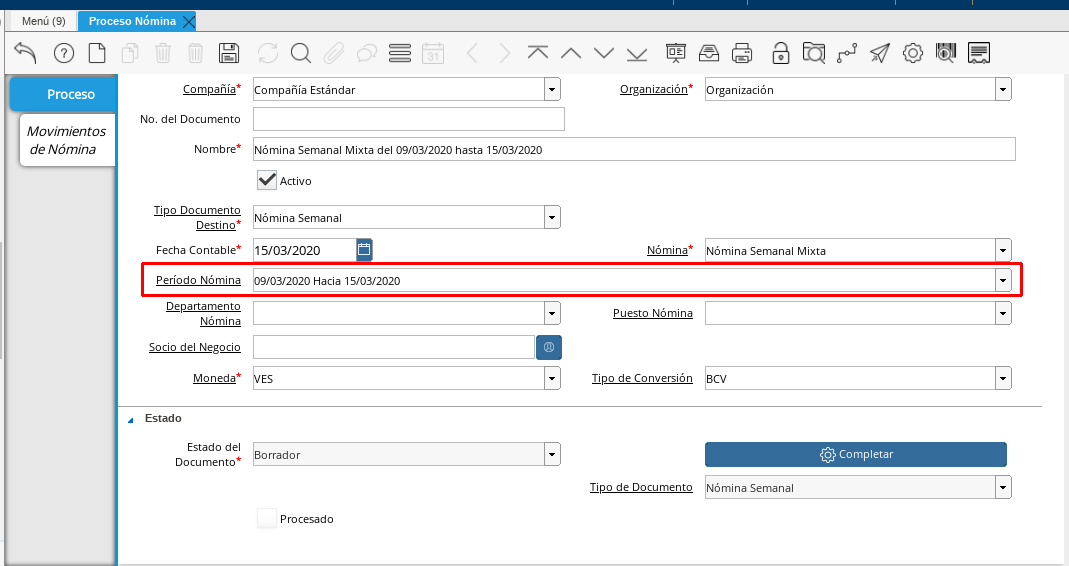 Menú (9)
Proceso Nómina
31
Proceso
Movimientos
de Nómina
Compañía* Compañía Estándar Organización* Organización
No. del Documento
Nombre* Nómina Semanal Mixta del 09/03/2020 hasta 15/03/2020
Activo
Tipo Documento
Destino* Nómina Semanal
Fecha Contable* 15/03/2020 Nómina* Nómina Semanal Mixta
Período Nómina 09/03/2020 Hacia 15/03/2020
Departamento
Nómina Puesto Nómina
Socio del Negocio
Moneda* VES Tipo de Conversión BCV
Estado
Estado del
Documento* Borrador Completar
Tipo de Documento Nómina Semanal
Procesado